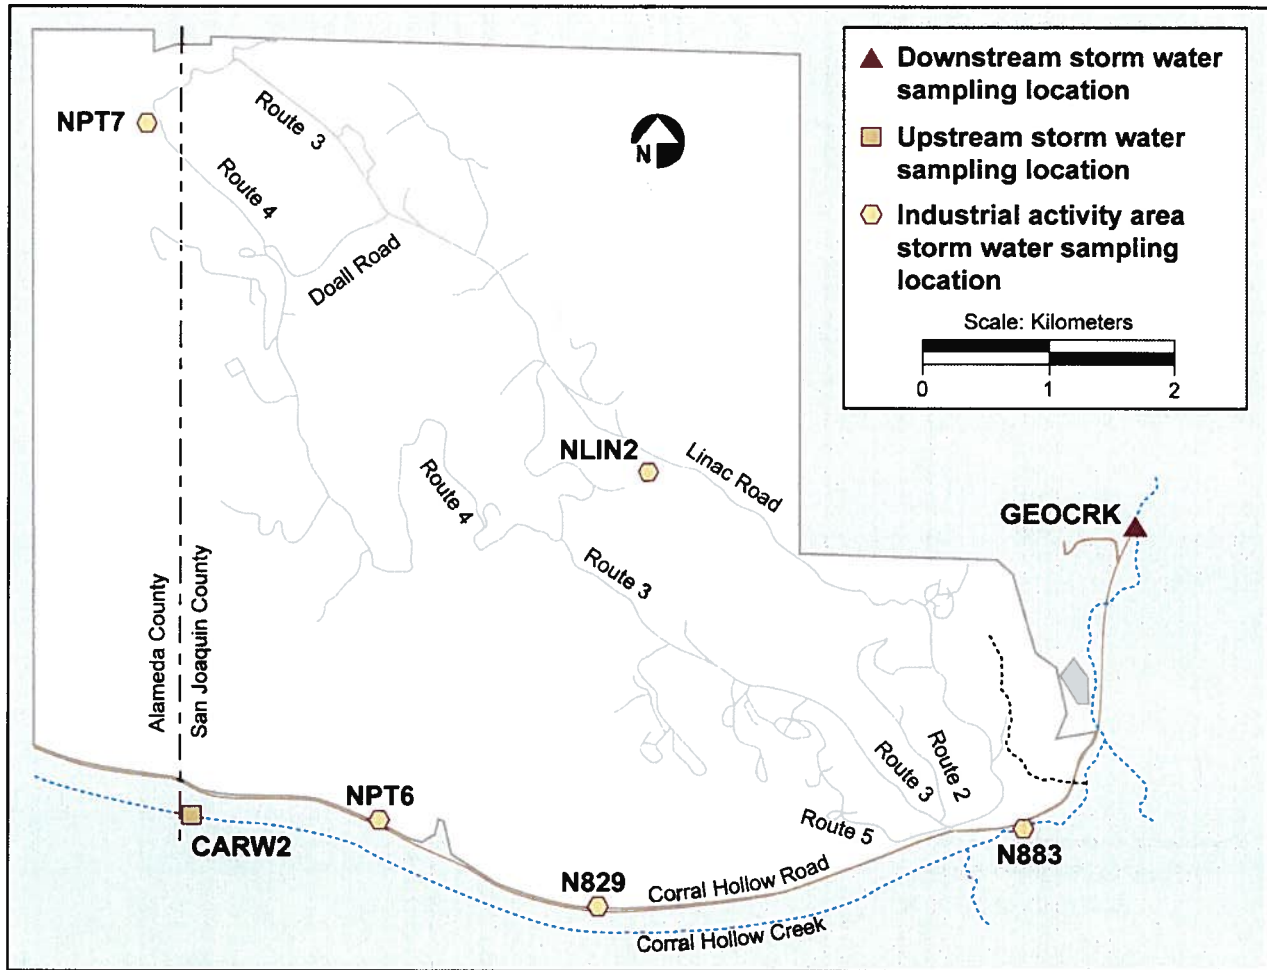 Downstream storm water
sampling location
Upstream storm water
sampling location
Industrial activity area
storm water sampling
location
Scale: Kilometers
0 1 2
N
NPT7
Route 3
Route 4
Doall Road
NLIN2
Linac Road
Route 4
Route 3
GEOCRK
Alameda County
San Joaquin County
Route 3
Route 2
Route 5
NPT6
CARW2
N829
N883
Corral Hollow Road
Corral Hollow Creek